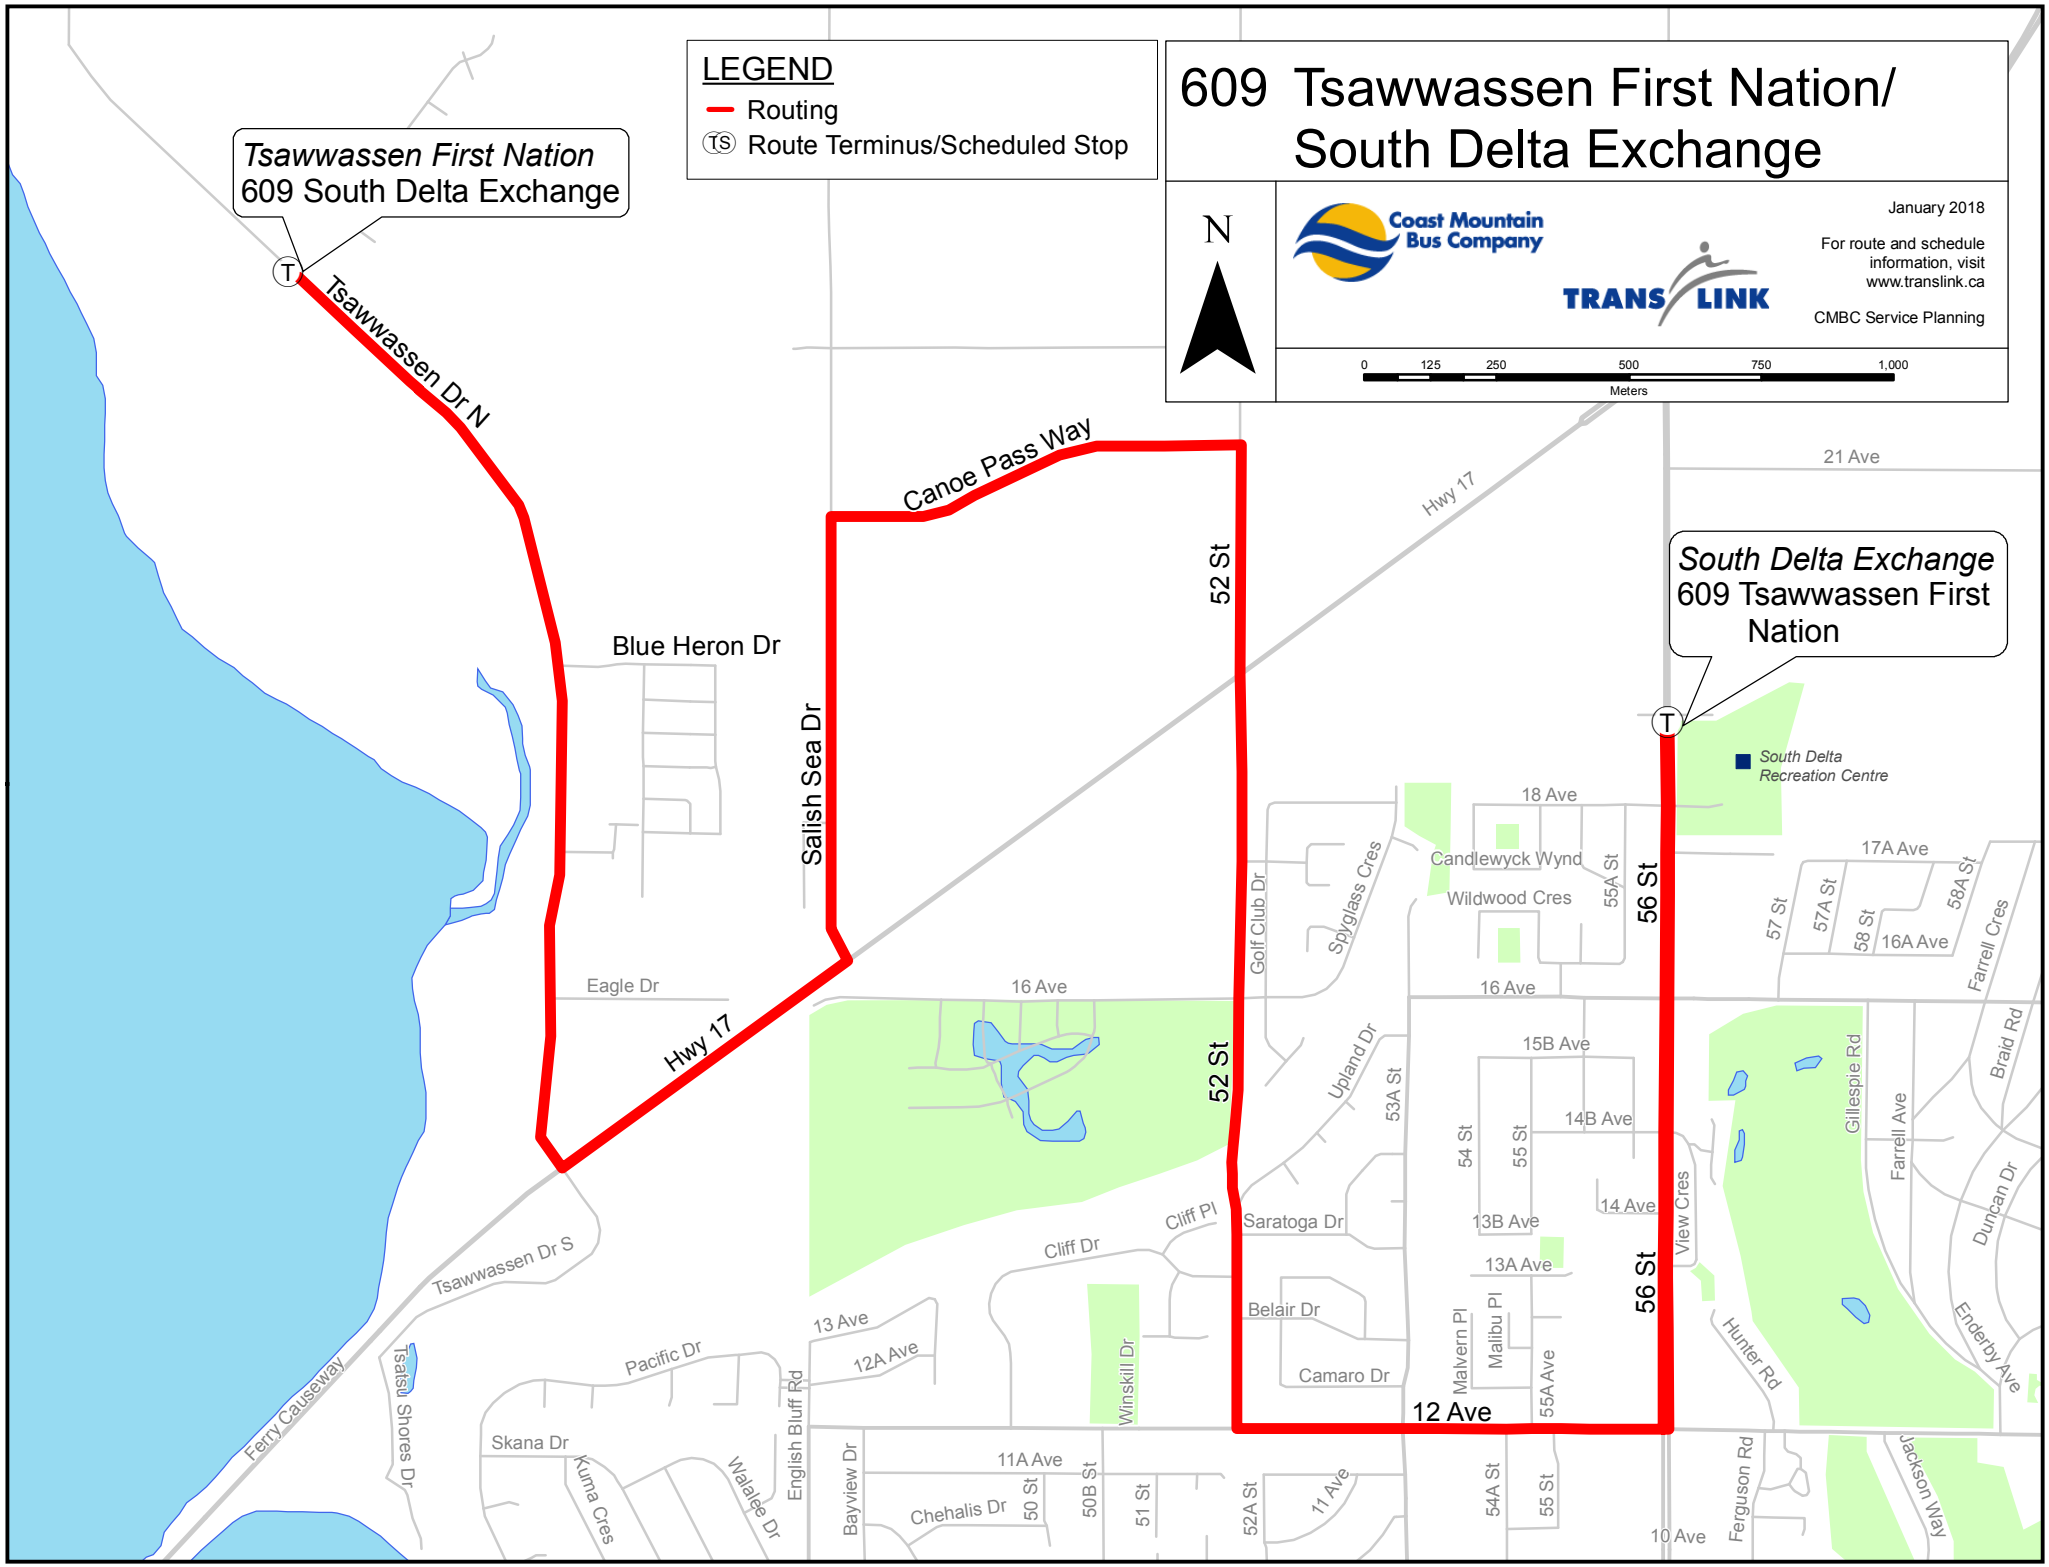 LEGEND
Routing
TS Route Terminus/Scheduled Stop
609 Tsawwassen First Nation/
South Delta Exchange
N
Coast Mountain
Bus Company
TRANS LINK
January 2018
For route and schedule
information, visit
www.translink.ca
CMBC Service Planning
0 125 250 500 750 1,000
Meters
Tsawwassen First Nation
609 South Delta Exchange
T
Tsawwassen Dr N
Canoe Pass Way
Hwy 17
21 Ave
52 St
South Delta Exchange
609 Tsawwassen First
Nation
T
Blue Heron Dr
Salish Sea Dr
South Delta
Recreation Centre
18 Ave
Candlewyck Wynd
Wildwood Cres
55A St
56 St
Spyglass Cres
Golf Club Dr
17A Ave
57 St
57A St
58 St
58A St
16A Ave
Farrell Cres
Eagle Dr
16 Ave
16 Ave
Hwy 17
52 St
Upland Dr
53A St
15B Ave
14B Ave
54 St
55 St
14 Ave
13B Ave
13A Ave
View Cres
Gillespie Rd
Farrell Ave
Braid Rd
Duncan Dr
Enderby Ave
Tsawwassen Dr S
Cliff Pl
Cliff Dr
Saratoga Dr
Belair Dr
Camaro Dr
Malvern Pl
Malibu Pl
55A Ave
56 St
Hunter Rd
13 Ave
12A Ave
Pacific Dr
Winskill Dr
12 Ave
Ferry Causeway
Tsatsu Shores Dr
Skana Dr
Kuma Cres
Walalee Dr
English Bluff Rd
Bayview Dr
11A Ave
Chehalis Dr
50 St
50B St
51 St
52A St
11 Ave
54A St
55 St
10 Ave
Ferguson Rd
Jackson Way